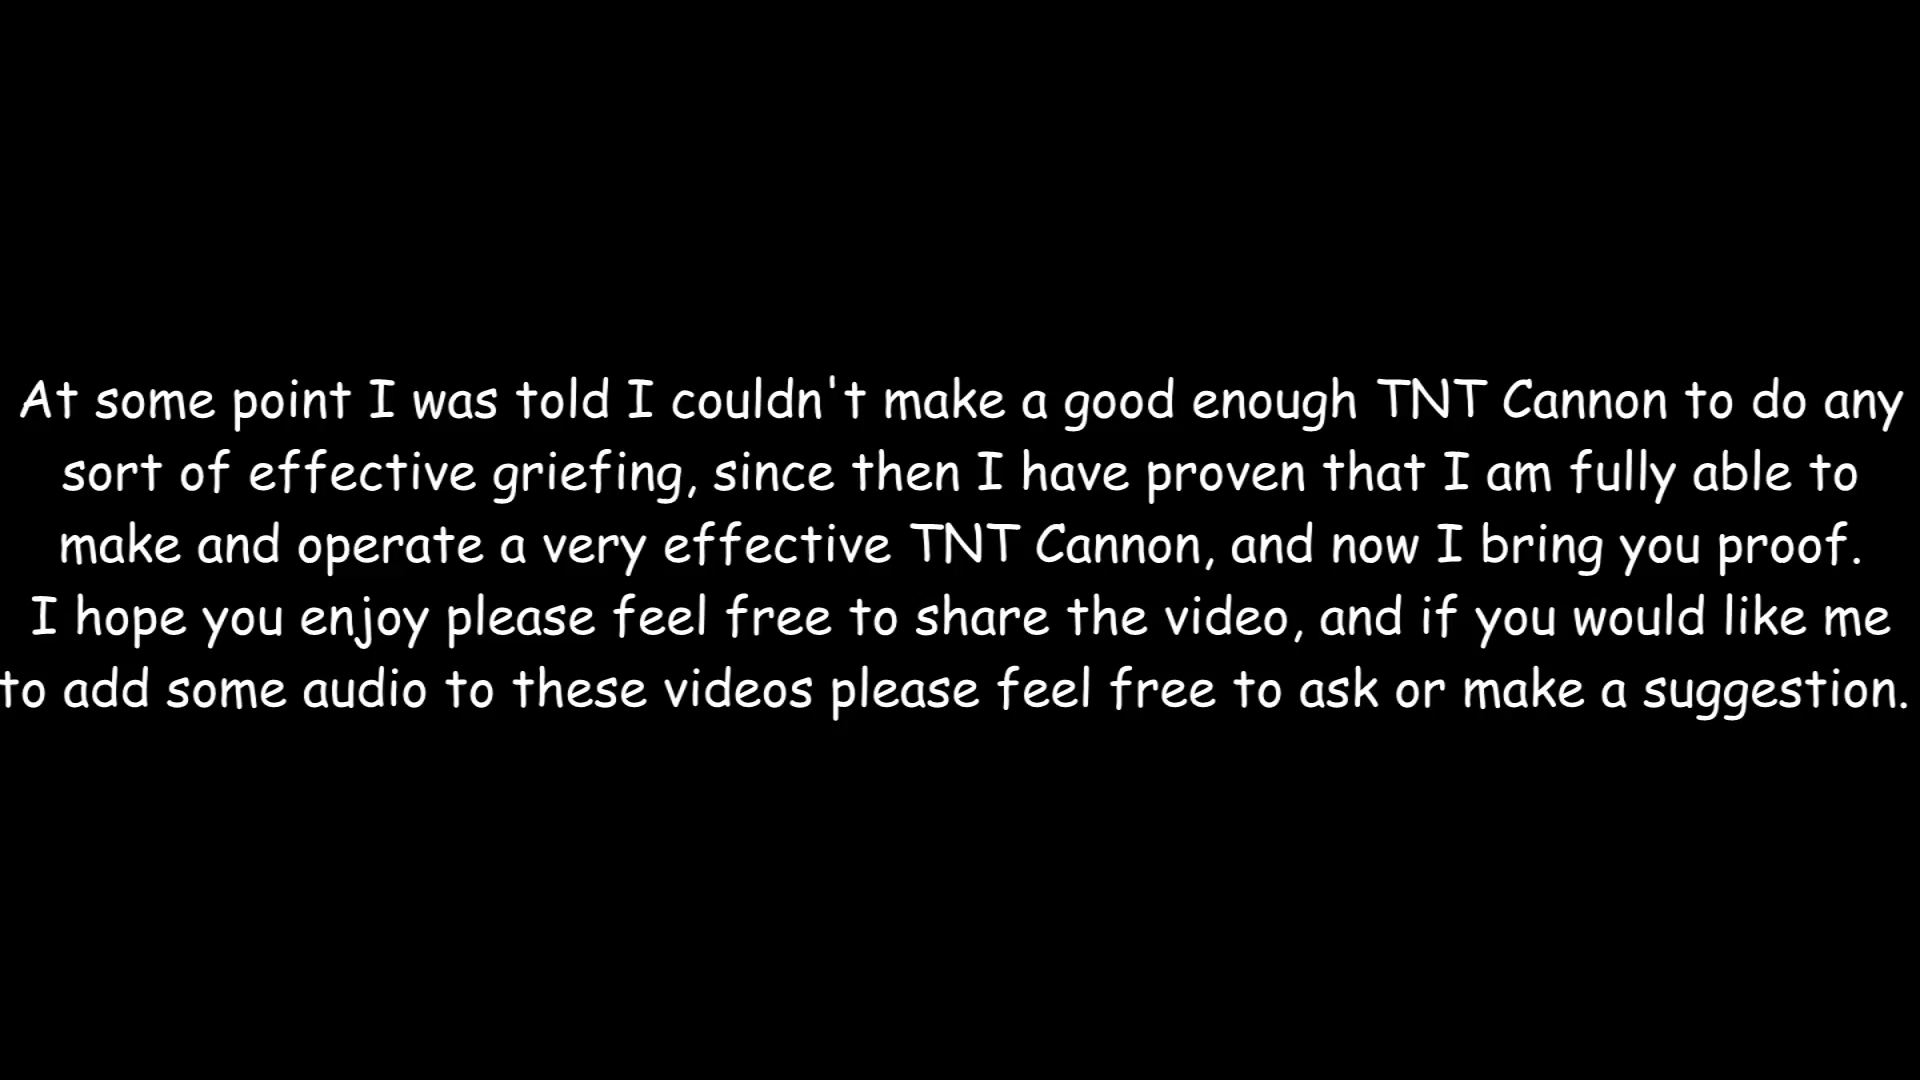 At some point I was told I couldn't make a good enough TNT Cannon to do any
sort of effective griefing, since then I have proven that I am fully able to
make and operate a very effective TNT Cannon, and now I bring you proof.
I hope you enjoy please feel free to share the video, and if you would like me
to add some audio to these videos please feel free to ask or make a suggestion.